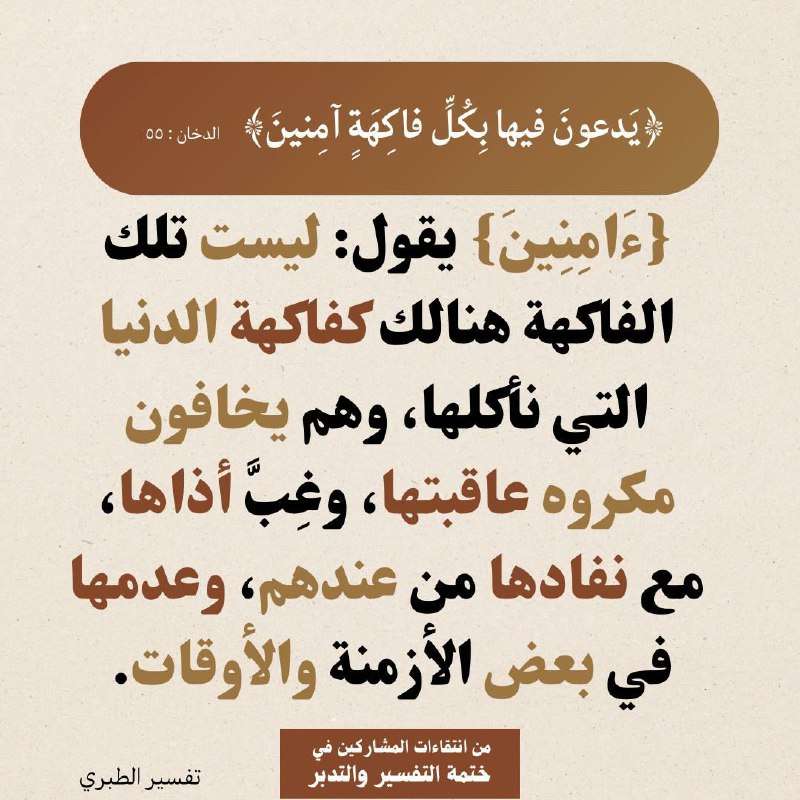 ﴿يَدعونَ فيها بِكُلِّ فاكِهَةٍ آمِنينَ﴾ الدخان : ٥٥
{ءَامِنِينَ} يقول: ليست تلك
الفاكهة هنالك كفاكهة الدنيا
التي نأكلها، وهم يخافون
مكروه عاقبتها، وغِبَّ أذاها،
مع نفادها من عندهم، وعدمها
في بعض الأزمنة والأوقات.
من انتقاءات المشاركين في
ختمة التفسير والتدبر
تفسير الطبري